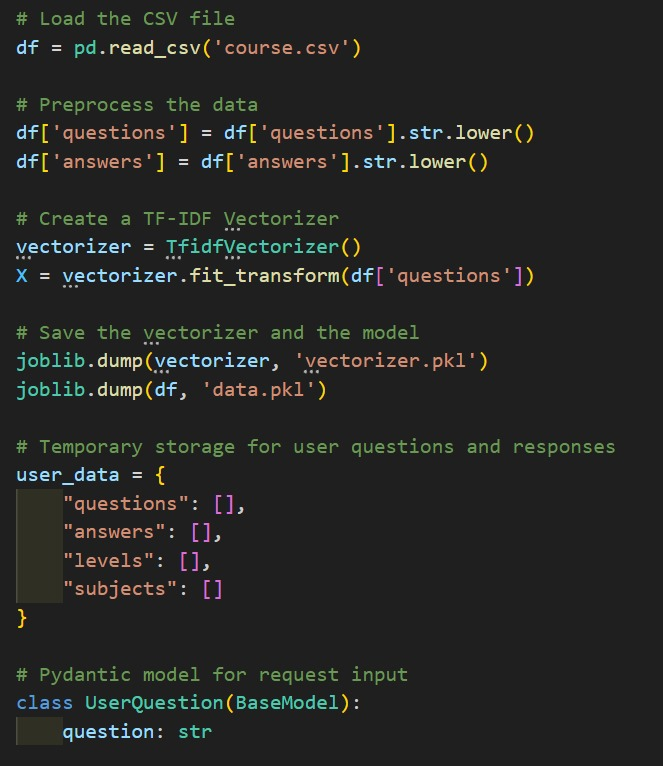 # Load the CSV file
df = pd.read_csv('course.csv')
# Preprocess the data
df['questions'] = df['questions'].str.lower()
df['answers'] = df['answers'].str.lower()
# Create a TF-IDF Vectorizer
vectorizer = TfidfVectorizer()
X = vectorizer.fit_transform(df['questions'])
# Save the vectorizer and the model
joblib.dump(vectorizer, 'vectorizer.pkl')
joblib.dump(df, 'data.pkl')
# Temporary storage for user questions and responses
user_data = {
    "questions": [],
    "answers": [],
    "levels": [],
    "subjects": []
}
# Pydantic model for request input
class UserQuestion(BaseModel):
    question: str